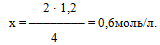 2 · 1,2
х = ———— = 0,6моль/л.
4